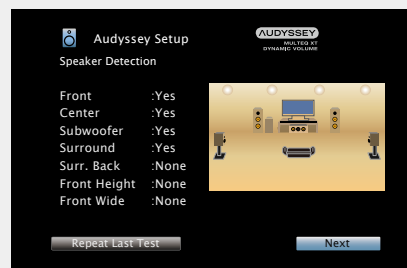 Audyssey Setup
AUDYSSEY
MULTEQ XT
DYNAMIC VOLUME
Speaker Detection
Front :Yes
Center :Yes
Subwoofer :Yes
Surround :Yes
Surr. Back :None
Front Height :None
Front Wide :None
Repeat Last Test
Next